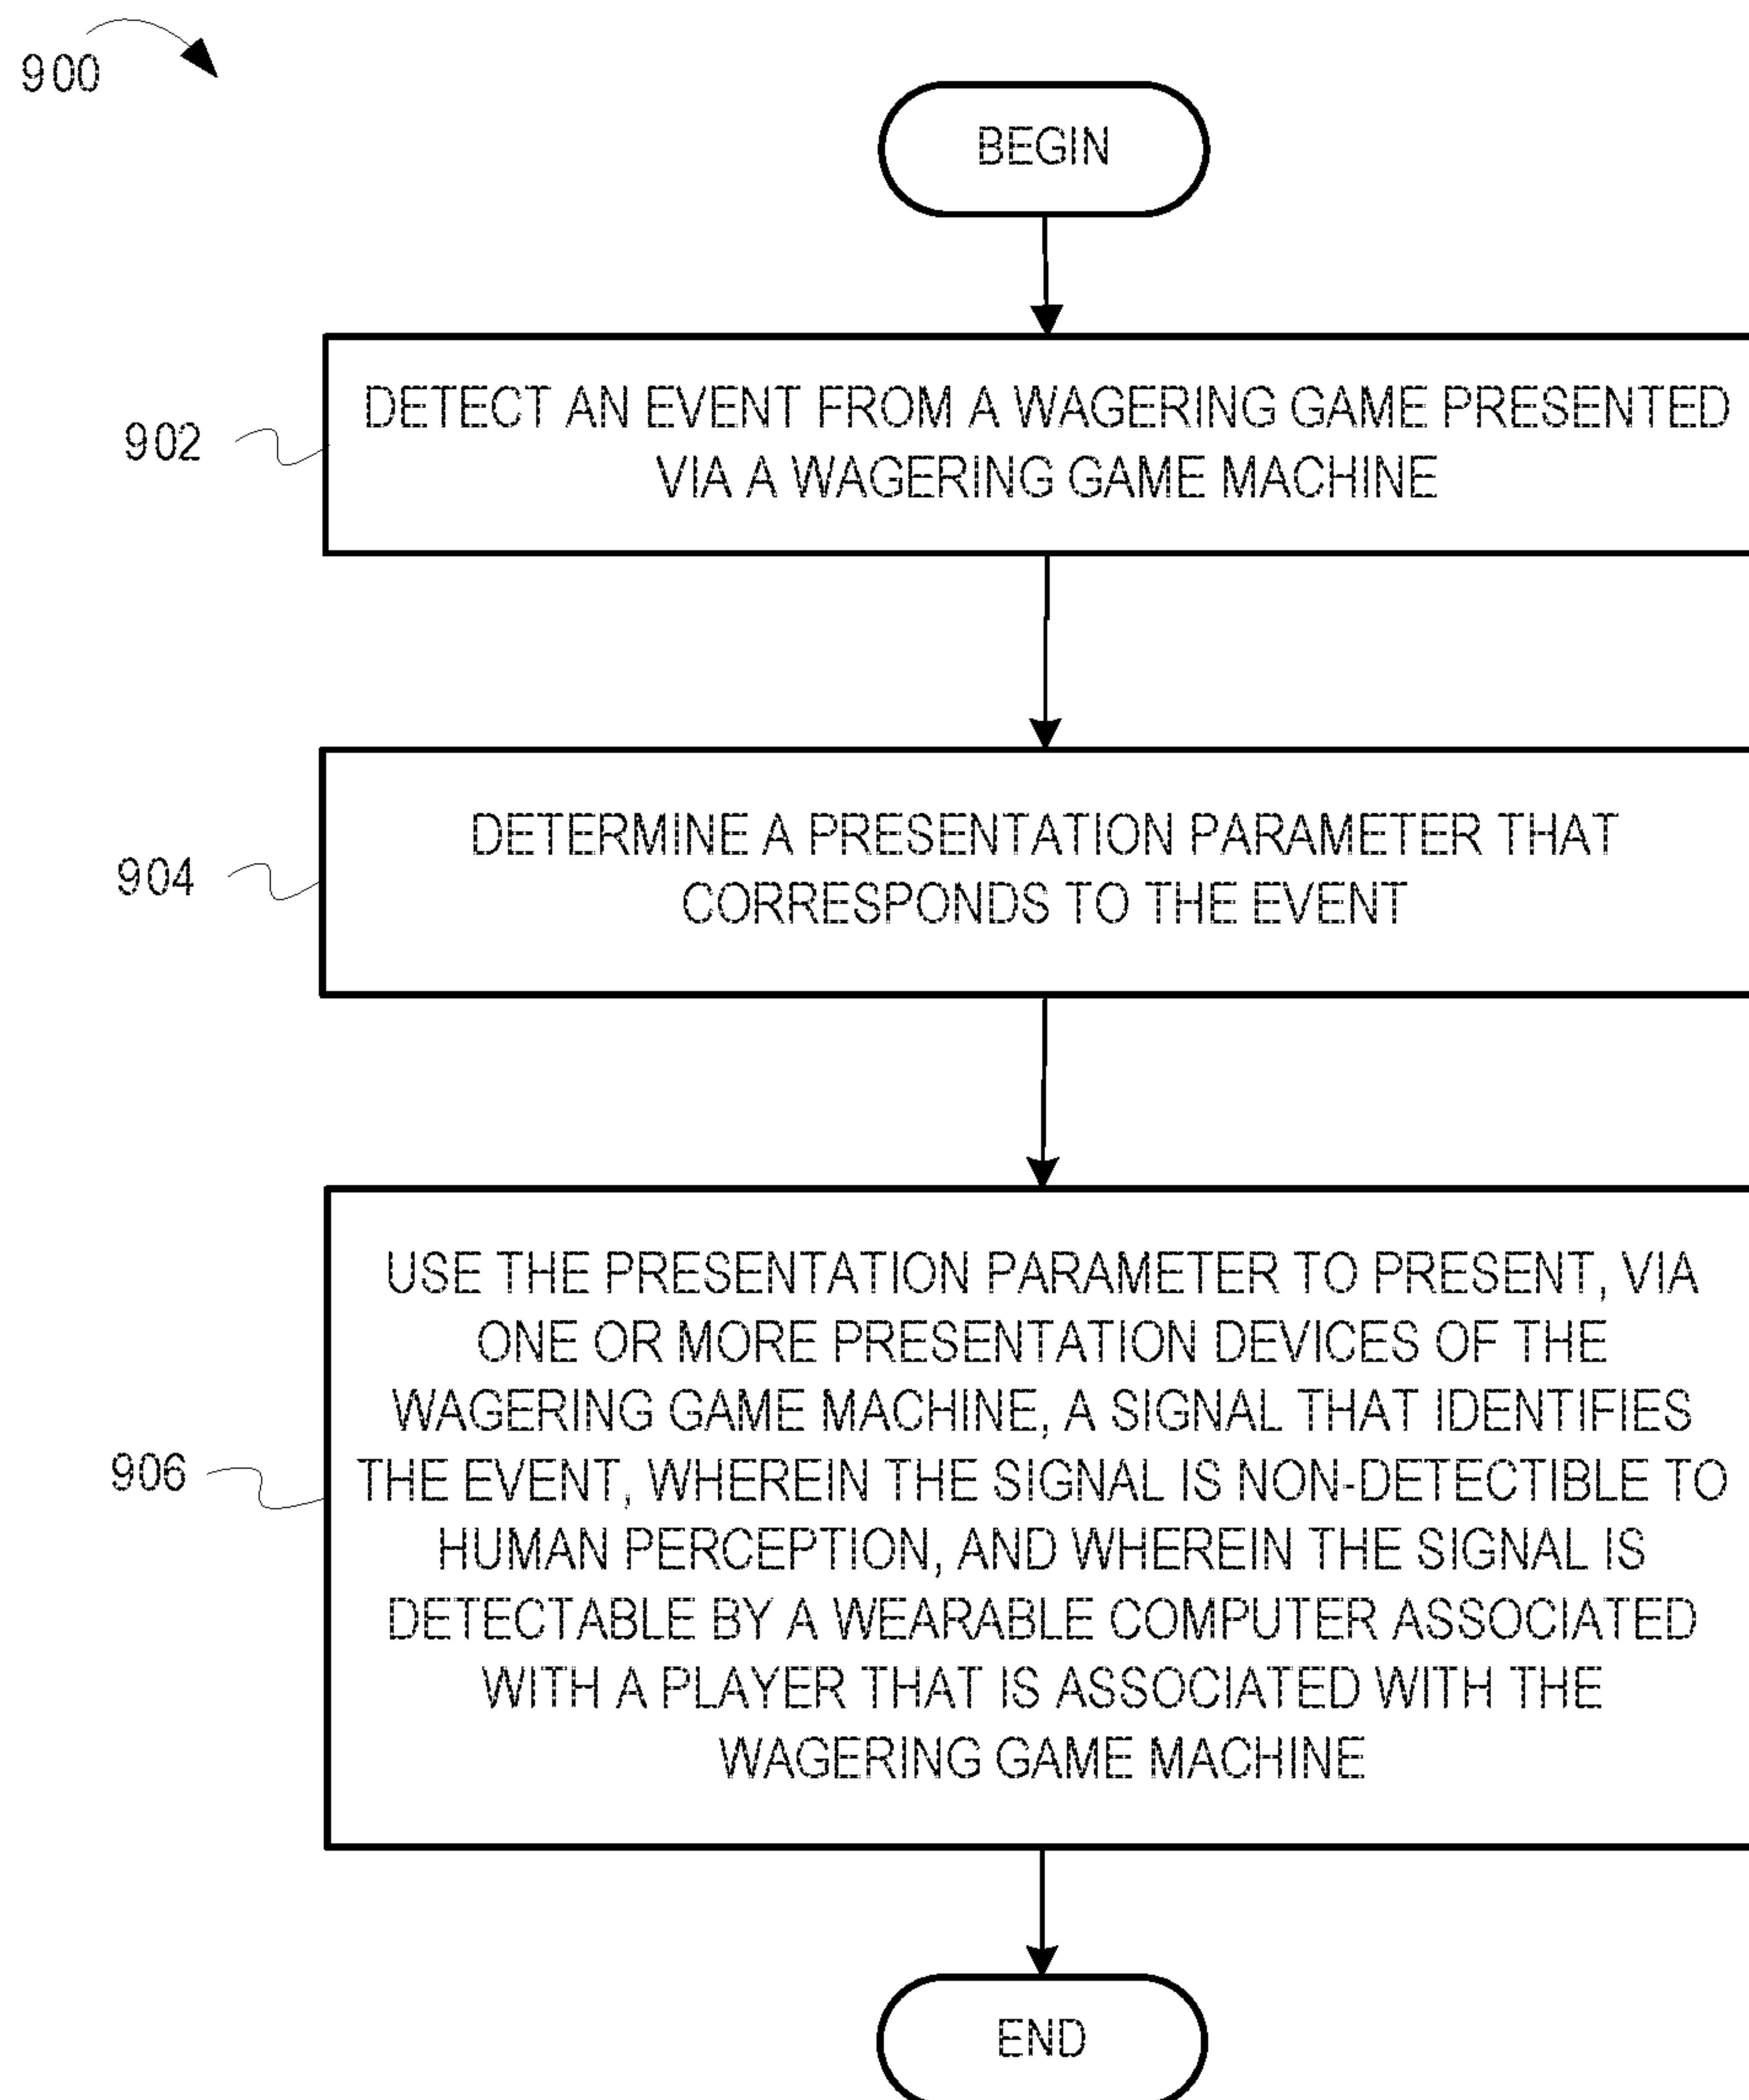 900
BEGIN
902
DETECT AN EVENT FROM A WAGERING GAME PRESENTED
VIA A WAGERING GAME MACHINE
904
DETERMINE A PRESENTATION PARAMETER THAT
CORRESPONDS TO THE EVENT
906
USE THE PRESENTATION PARAMETER TO PRESENT, VIA
ONE OR MORE PRESENTATION DEVICES OF THE
WAGERING GAME MACHINE, A SIGNAL THAT IDENTIFIES
THE EVENT, WHEREIN THE SIGNAL IS NON-DETECTIBLE TO
HUMAN PERCEPTION, AND WHEREIN THE SIGNAL IS
DETECTABLE BY A WEARABLE COMPUTER ASSOCIATED
WITH A PLAYER THAT IS ASSOCIATED WITH THE
WAGERING GAME MACHINE
END